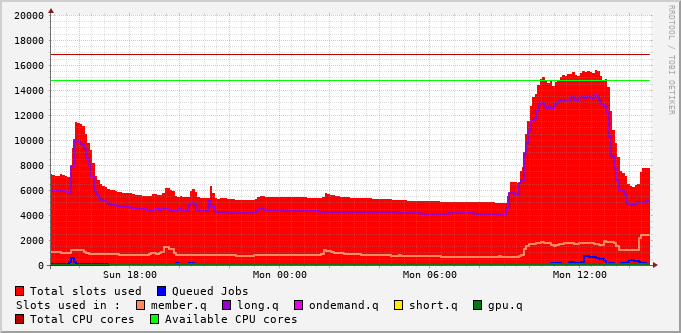 20000
18000
16000
14000
12000
10000
8000
6000
4000
2000
0
Sun 18:00 Mon 00:00 Mon 06:00 Mon 12:00
RRDTOOL / TOBI OETIKER
Total slots used Queued Jobs
Slots used in : member.q long.q ondemand.q short.q gpu.q
Total CPU cores Available CPU cores